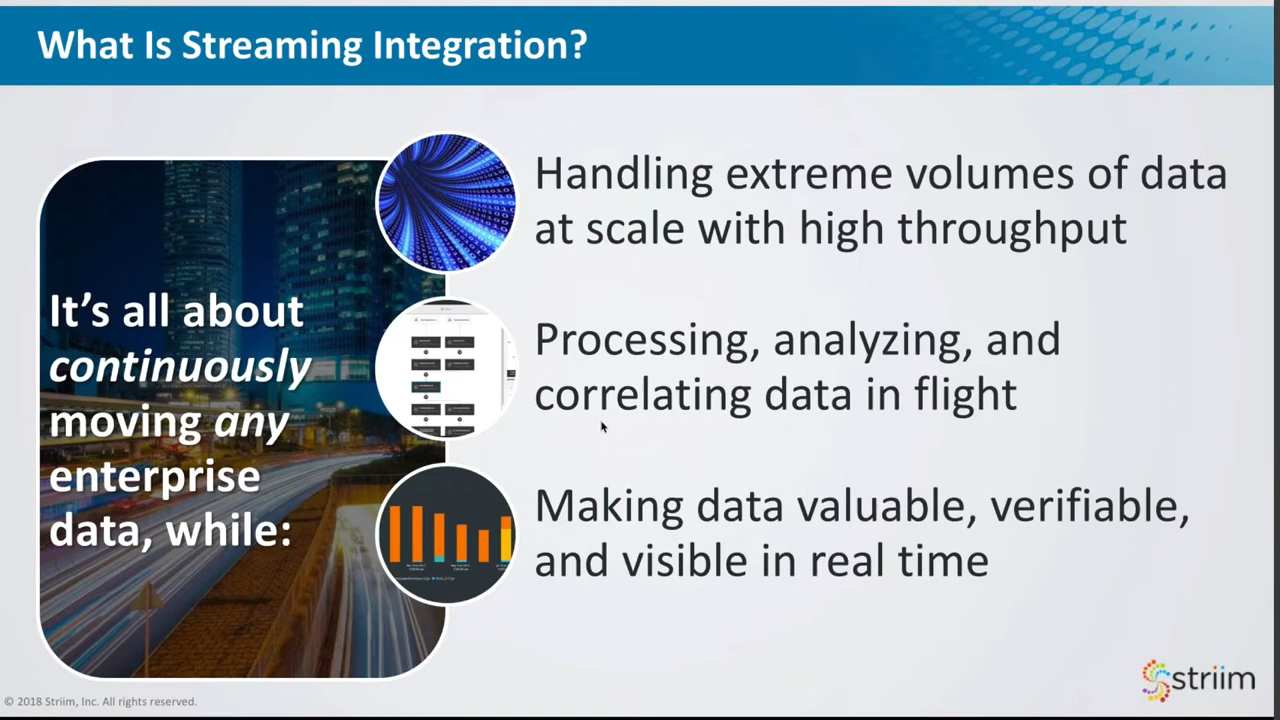 What Is Streaming Integration?
It’s all about
continuously
moving any
enterprise
data, while:
Handling extreme volumes of data
at scale with high throughput
Processing, analyzing, and
correlating data in flight
Making data valuable, verifiable,
and visible in real time
© 2018 Striim, Inc. All rights reserved.
striim